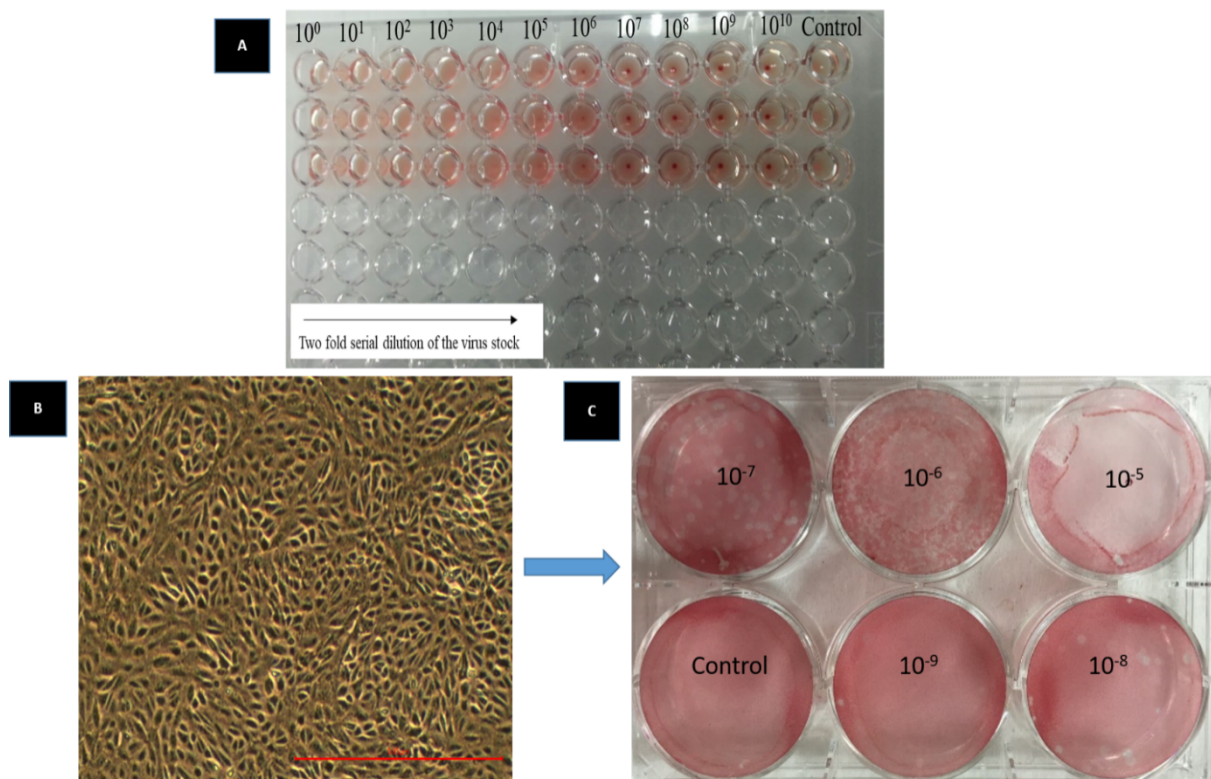 A
10⁰ 10¹ 10² 10³ 10⁴ 10⁵ 10⁶ 10⁷ 10⁸ 10⁹ 10¹⁰ Control
Two fold serial dilution of the virus stock
B
C
10⁻⁷ 10⁻⁶ 10⁻⁵
Control 10⁻⁹ 10⁻⁸